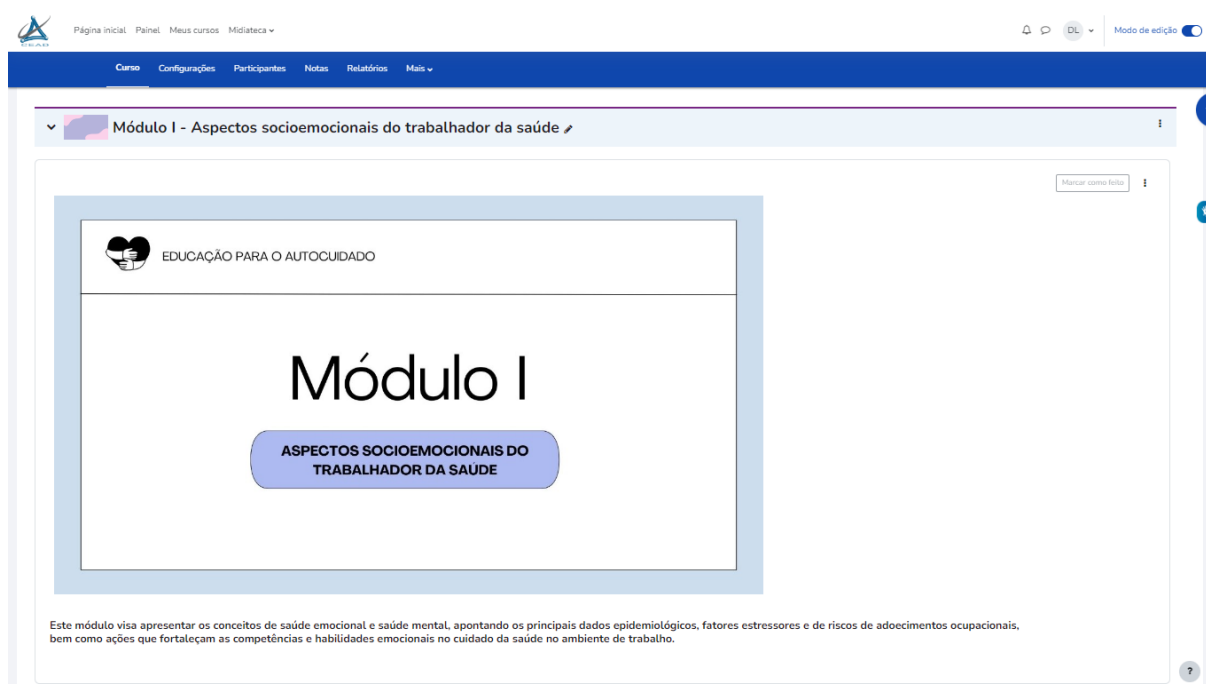 CEAD
Página inicial Painel Meus cursos Midiateca
DL
Modo de edição
Curso Configurações Participantes Notas Relatórios Mais
Módulo I - Aspectos socioemocionais do trabalhador da saúde
Marcar como feito
EDUCAÇÃO PARA O AUTOCUIDADO
Módulo I
ASPECTOS SOCIOEMOCIONAIS DO
TRABALHADOR DA SAÚDE
Este módulo visa apresentar os conceitos de saúde emocional e saúde mental, apontando os principais dados epidemiológicos, fatores estressores e de riscos de adoecimentos ocupacionais,
bem como ações que fortaleçam as competências e habilidades emocionais no cuidado da saúde no ambiente de trabalho.
?